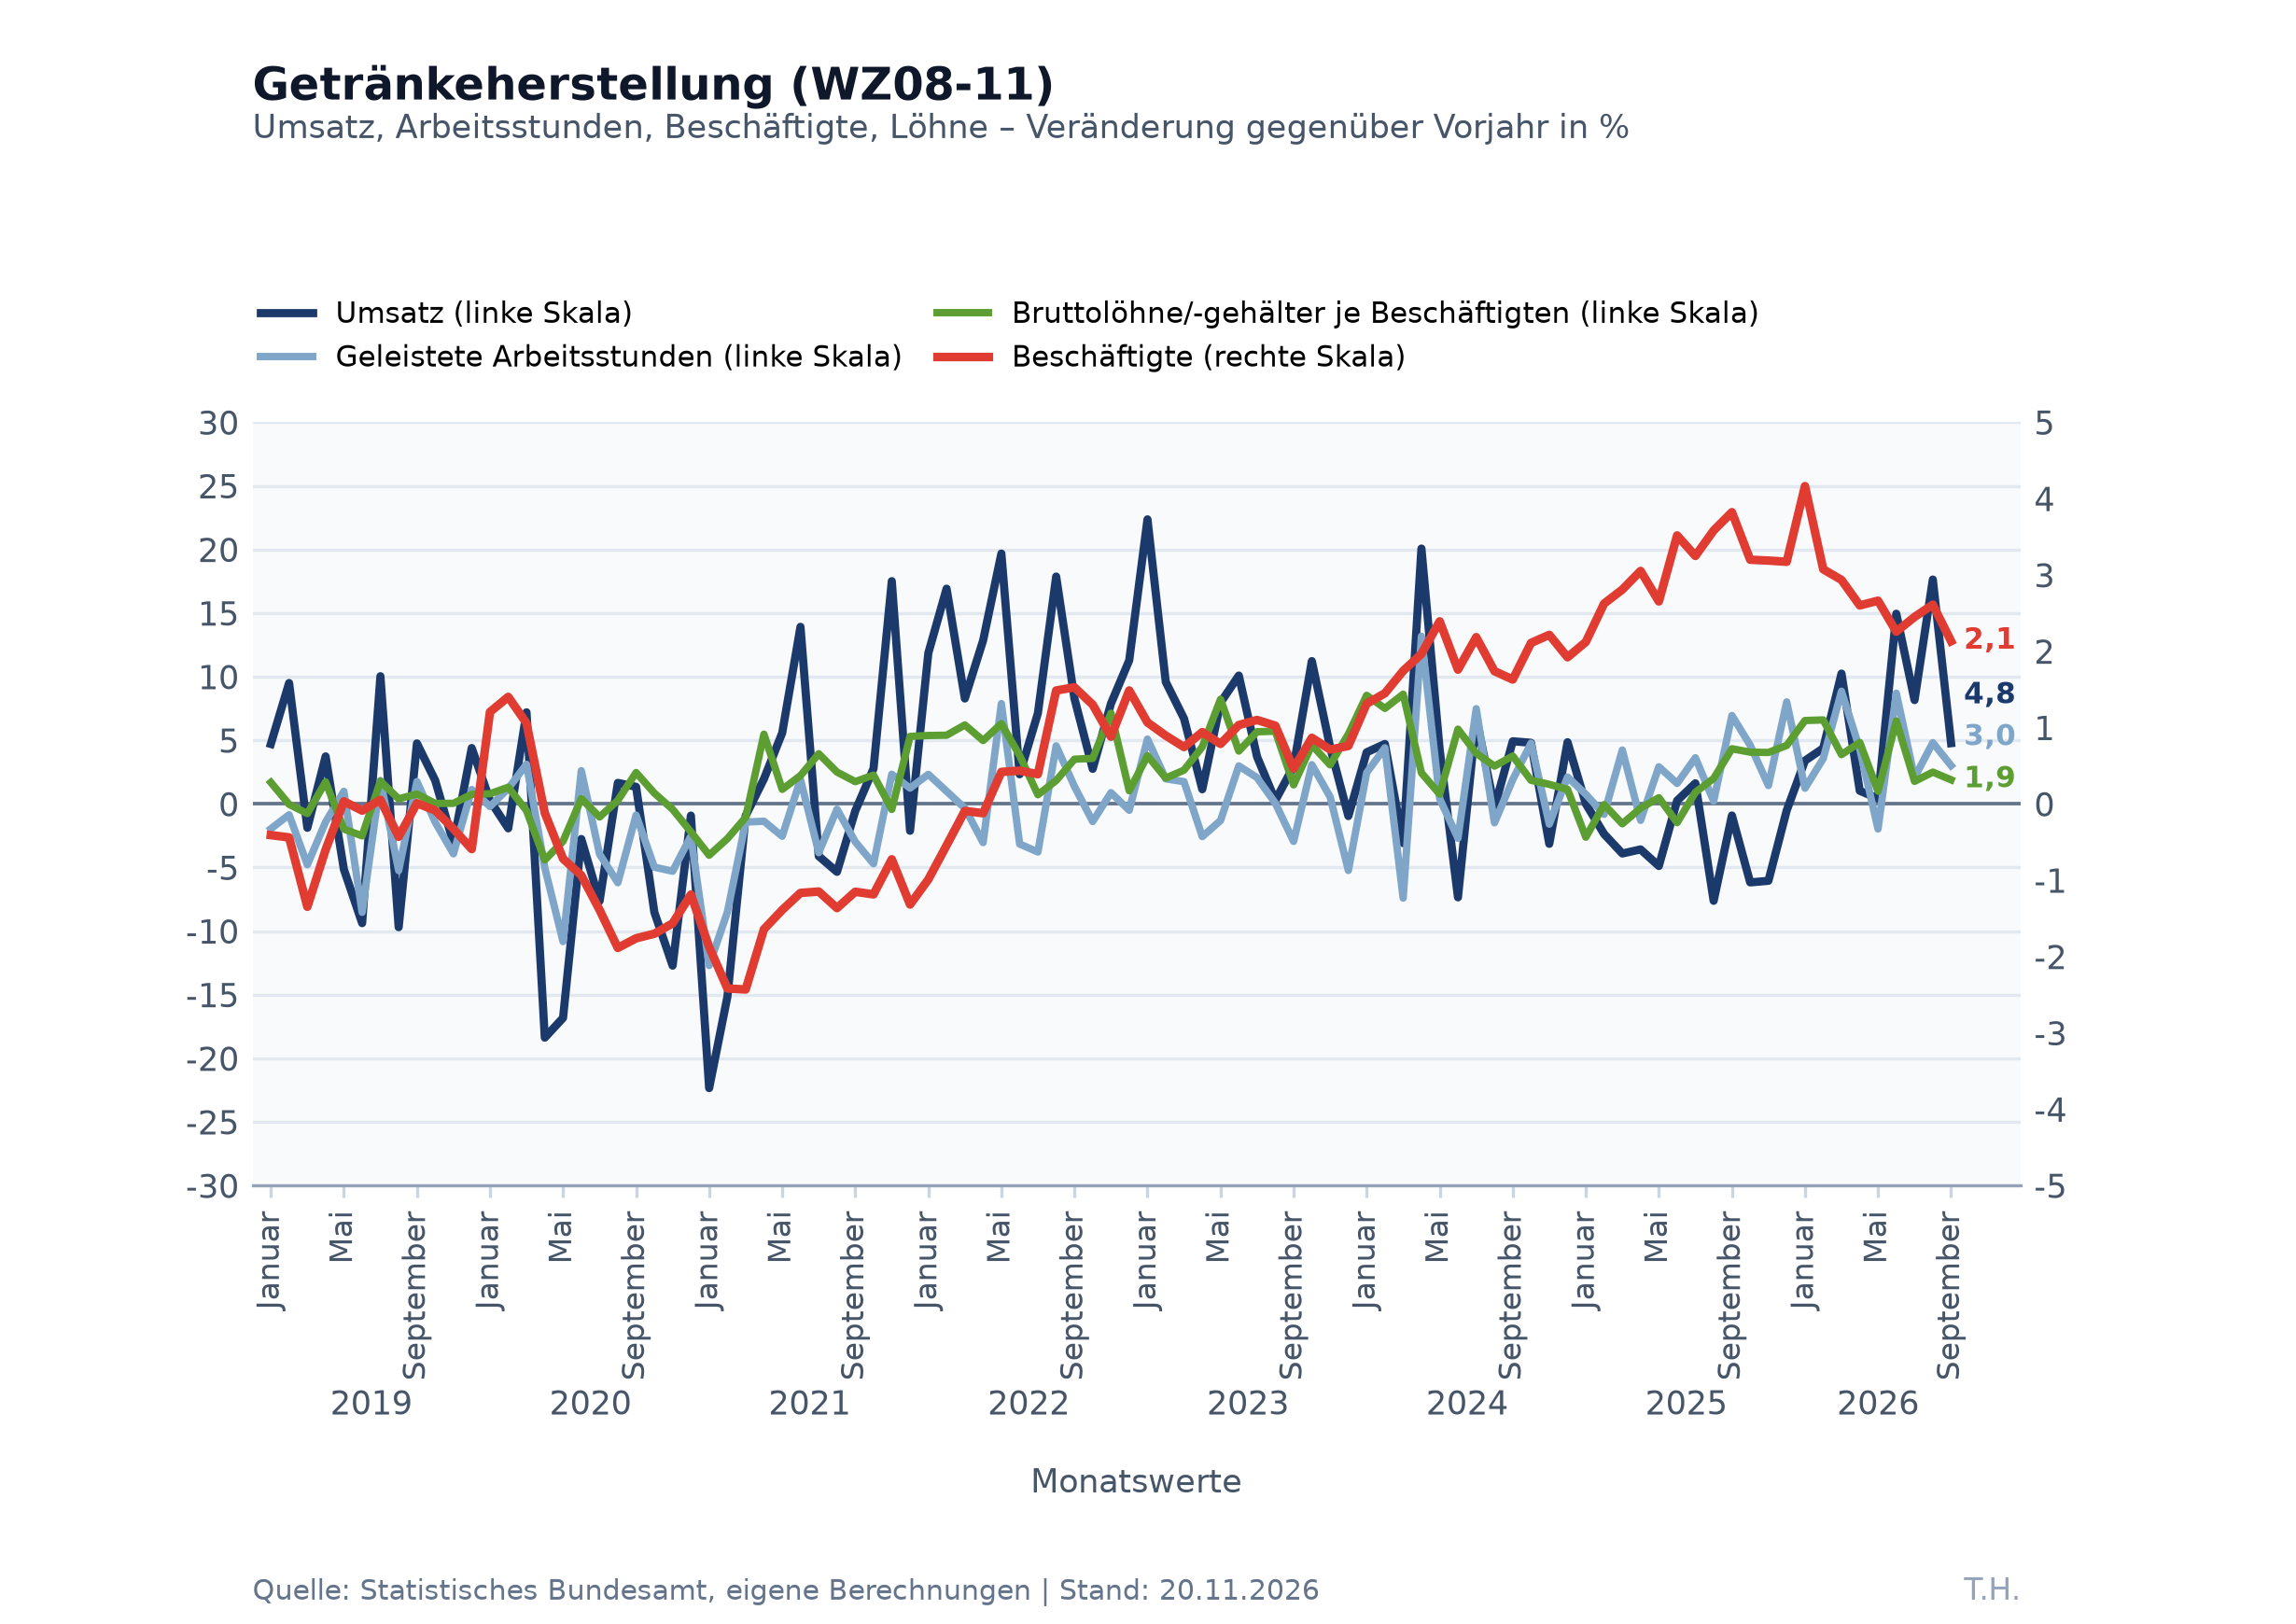 Getränkeherstellung (WZ08-11)
Umsatz, Arbeitsstunden, Beschäftigte, Löhne – Veränderung gegenüber Vorjahr in %
Umsatz (linke Skala)
Bruttolöhne/-gehälter je Beschäftigten (linke Skala)
Geleistete Arbeitsstunden (linke Skala)
Beschäftigte (rechte Skala)
30 5
25 4
20 3
15 2
10 1
5 0
0 -1
-5 -2
-10 -3
-15 -4
-20 -5
-25
-30
2,1
4,8
3,0
1,9
Januar Mai September Januar Mai September Januar Mai September Januar Mai September Januar Mai September Januar Mai September Januar Mai September Januar Mai September
2019 2020 2021 2022 2023 2024 2025 2026
Monatswerte
Quelle: Statistisches Bundesamt, eigene Berechnungen | Stand: 20.11.2026
T.H.